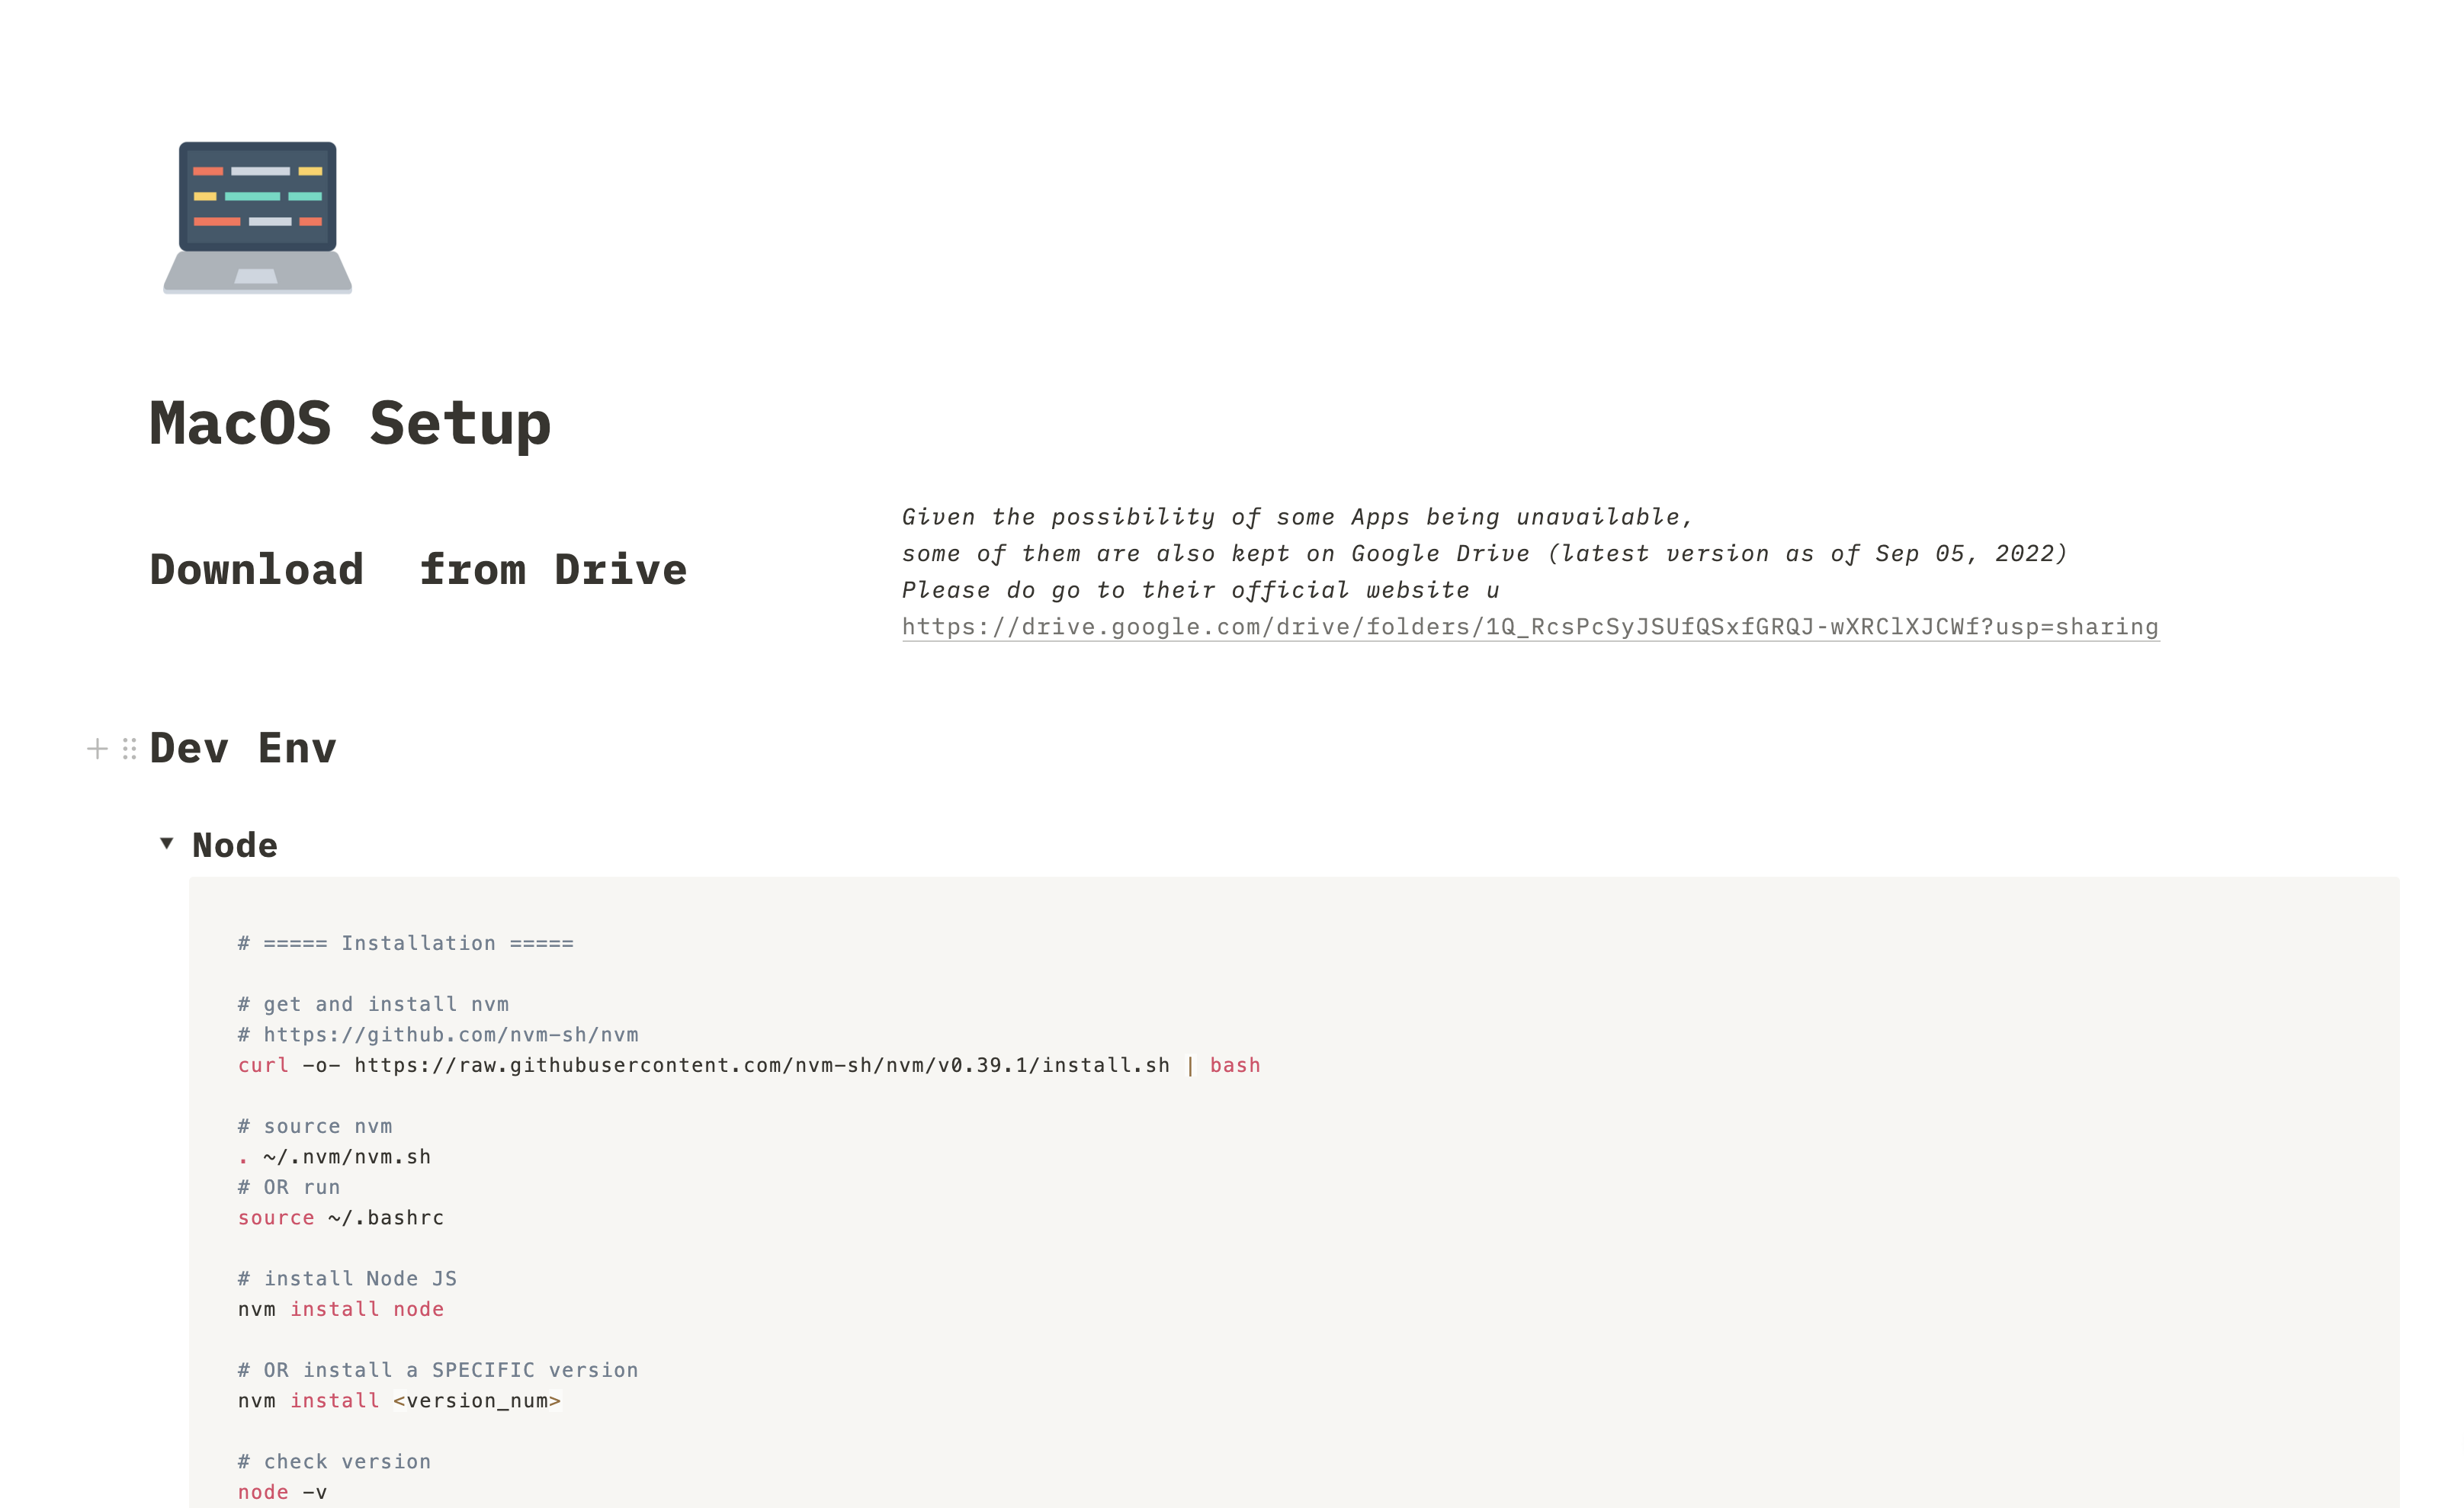 MacOS Setup
Download  from Drive
Given the possibility of some Apps being unavailable,
some of them are also kept on Google Drive (latest version as of Sep 05, 2022)
Please do go to their official website u
https://drive.google.com/drive/folders/1Q_RcsPcSyJSUfQSxfGRQJ-wXRClXJCWf?usp=sharing
Dev Env
Node
# ===== Installation =====
# get and install nvm
# https://github.com/nvm-sh/nvm
curl -o- https://raw.githubusercontent.com/nvm-sh/nvm/v0.39.1/install.sh | bash
# source nvm
. ~/.nvm/nvm.sh
# OR run
source ~/.bashrc
# install Node JS
nvm install node
# OR install a SPECIFIC version
nvm install <version_num>
# check version
node -v